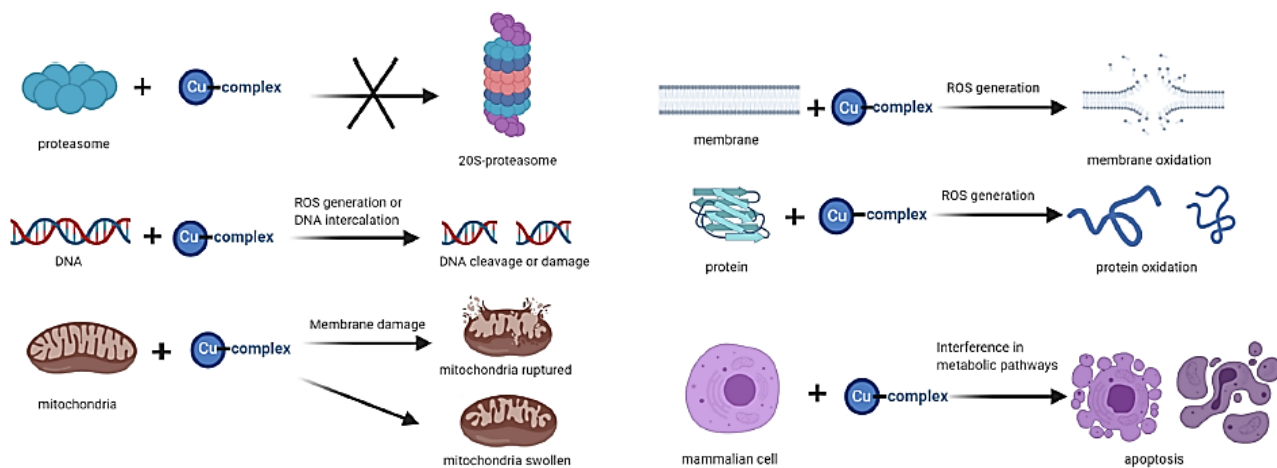 +
Cu-complex
proteasome
20S-proteasome
ROS generation or
DNA intercalation
+
Cu-complex
DNA
DNA cleavage or damage
Membrane damage
+
Cu-complex
mitochondria ruptured
mitochondria
mitochondria swollen
ROS generation
+
Cu-complex
membrane
membrane oxidation
ROS generation
+
Cu-complex
protein
protein oxidation
Interference in
metabolic pathways
+
Cu-complex
mammalian cell
apoptosis